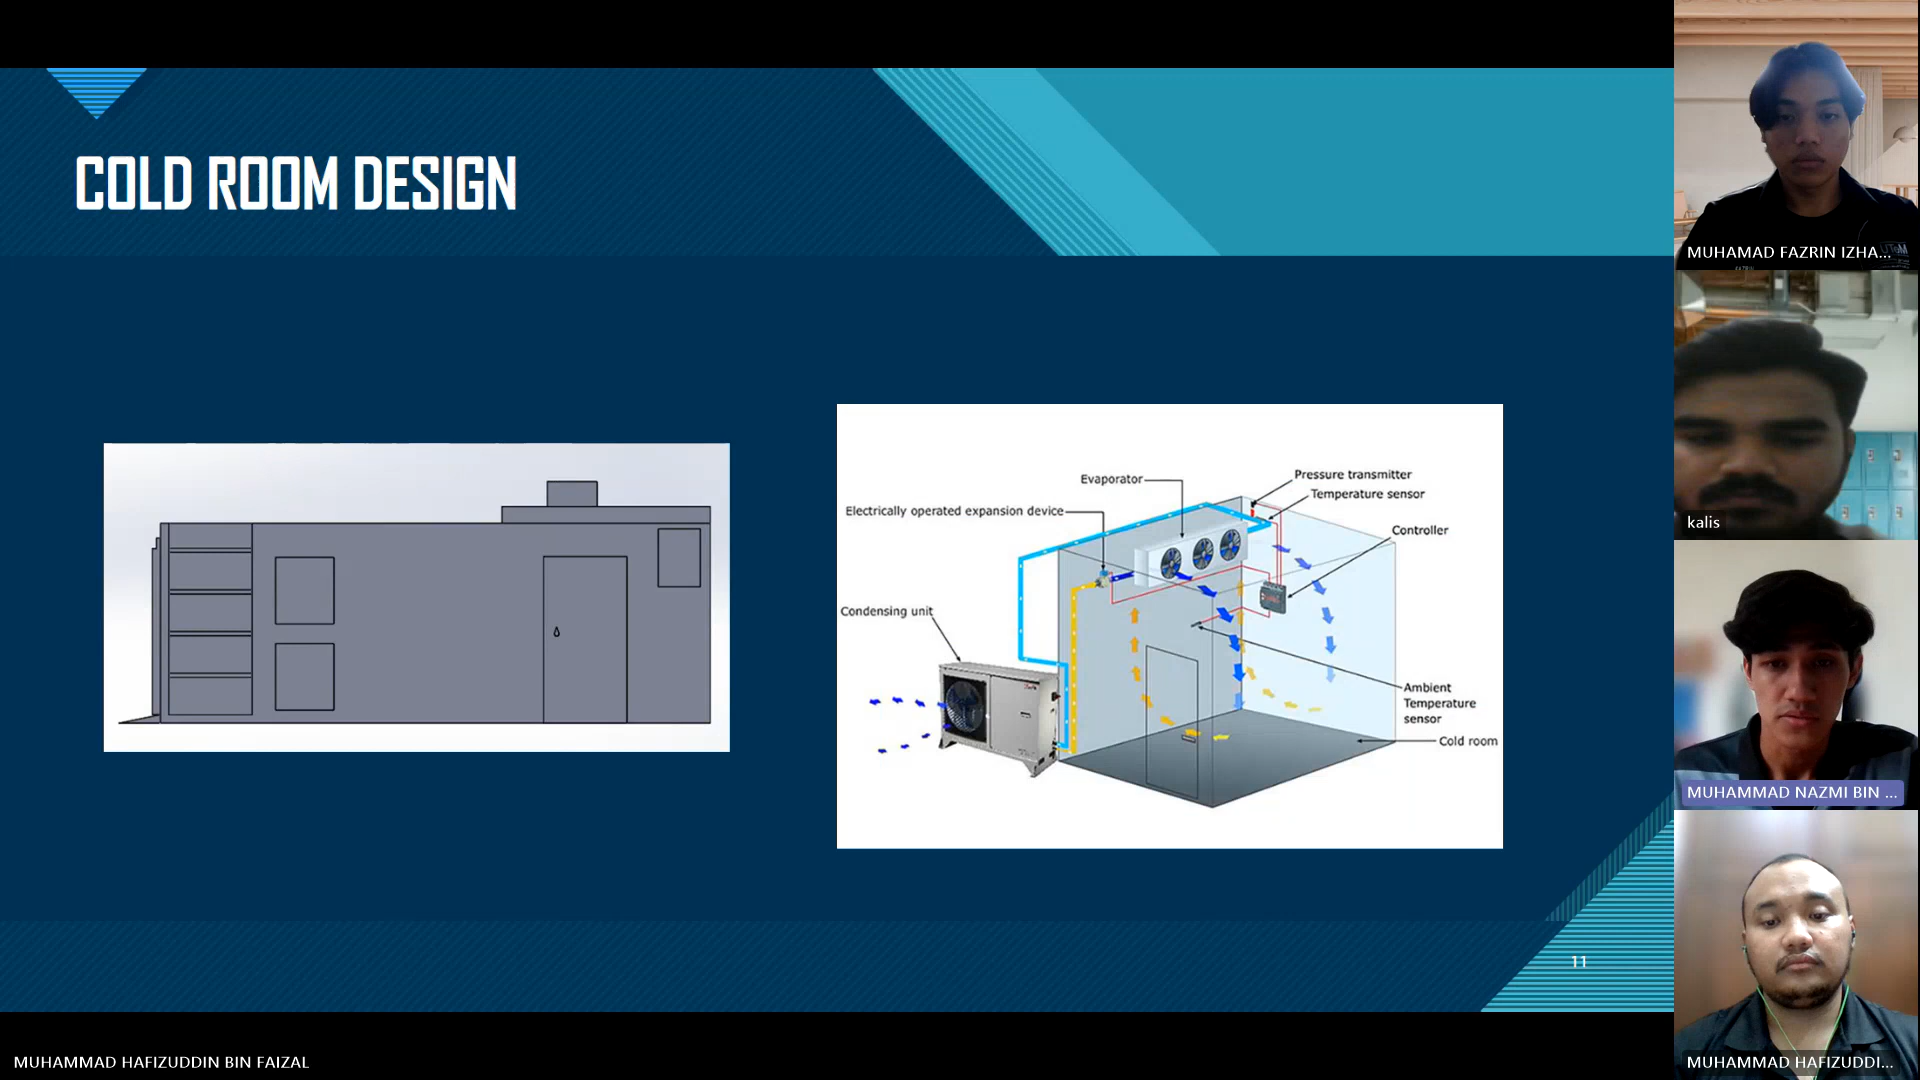 COLD ROOM DESIGN
Evaporator
Pressure transmitter
Temperature sensor
Electrically operated expansion device
Controller
Condensing unit
Ambient
Temperature
sensor
Cold room
11
MUHAMMAD HAFIZUDDIN BIN FAIZAL
MUHAMAD FAZRIN IZHA...
kalis
MUHAMMAD NAZMI BIN ...
MUHAMMAD HAFIZUDDI...